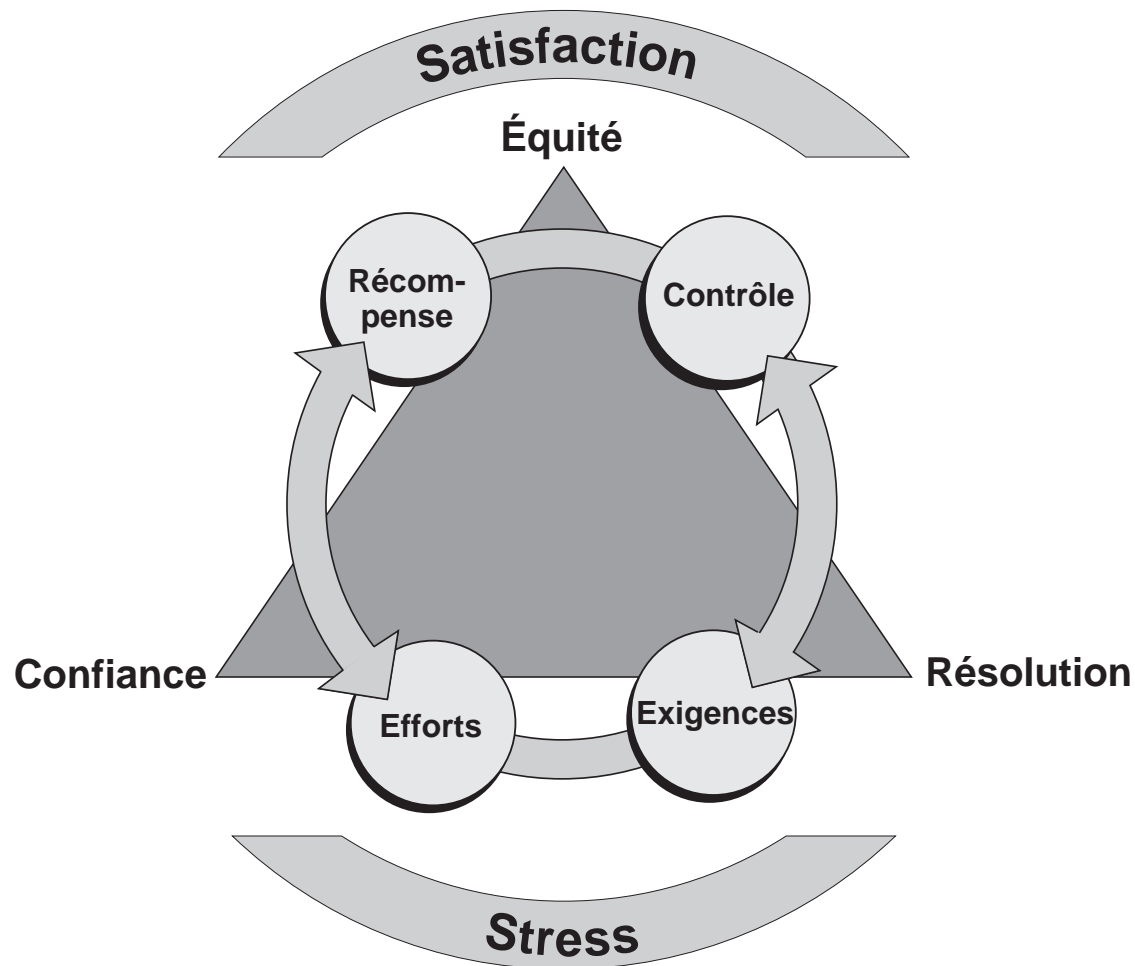 Satisfaction
Équité
Récom-
pense
Contrôle
Confiance
Résolution
Efforts
Exigences
Stress